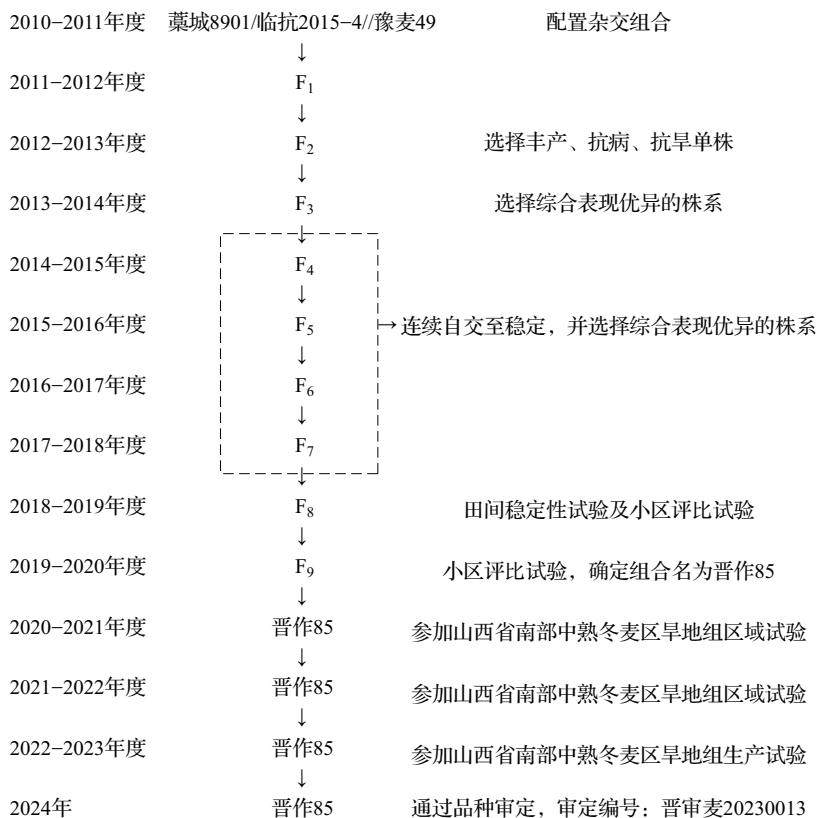 2010−2011年度 藁城8901/临抗2015−4//豫麦49 配置杂交组合
↓
2011−2012年度 F₁
↓
2012−2013年度 F₂ 选择丰产、抗病、抗旱单株
↓
2013−2014年度 F₃ 选择综合表现优异的株系
↓
2014−2015年度 F₄
↓
2015−2016年度 F₅ →连续自交至稳定，并选择综合表现优异的株系
↓
2016−2017年度 F₆
↓
2017−2018年度 F₇
↓
2018−2019年度 F₈ 田间稳定性试验及小区评比试验
↓
2019−2020年度 F₉ 小区评比试验，确定组合名为晋作85
↓
2020−2021年度 晋作85 参加山西省南部中熟冬麦区旱地组区域试验
↓
2021−2022年度 晋作85 参加山西省南部中熟冬麦区旱地组区域试验
↓
2022−2023年度 晋作85 参加山西省南部中熟冬麦区旱地组生产试验
↓
2024年 晋作85 通过品种审定，审定编号：晋审麦20230013